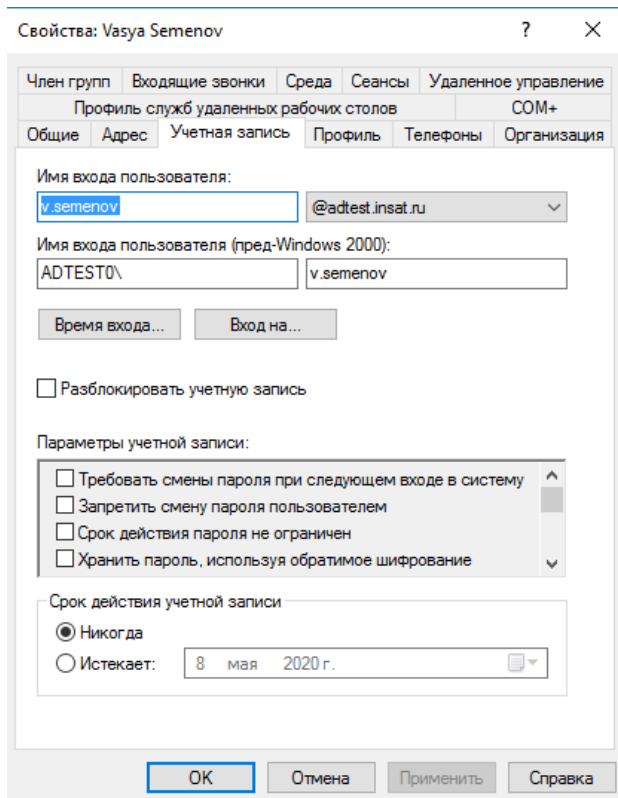 Свойства: Vasya Semenov ? ×
Член групп Входящие звонки Среда Сеансы Удаленное управление
Профиль служб удаленных рабочих столов COM+
Общие Адрес Учетная запись Профиль Телефоны Организация
Имя входа пользователя:
v.semenov @adtest.insat.ru
Имя входа пользователя (пред-Windows 2000):
ADTEST0\ v.semenov
Время входа... Вход на...
Разблокировать учетную запись
Параметры учетной записи:
Требовать смены пароля при следующем входе в систему
Запретить смену пароля пользователем
Срок действия пароля не ограничен
Хранить пароль, используя обратимое шифрование
Срок действия учетной записи
Никогда
Истекает: 8 мая 2020 г.
OK Отмена Применить Справка